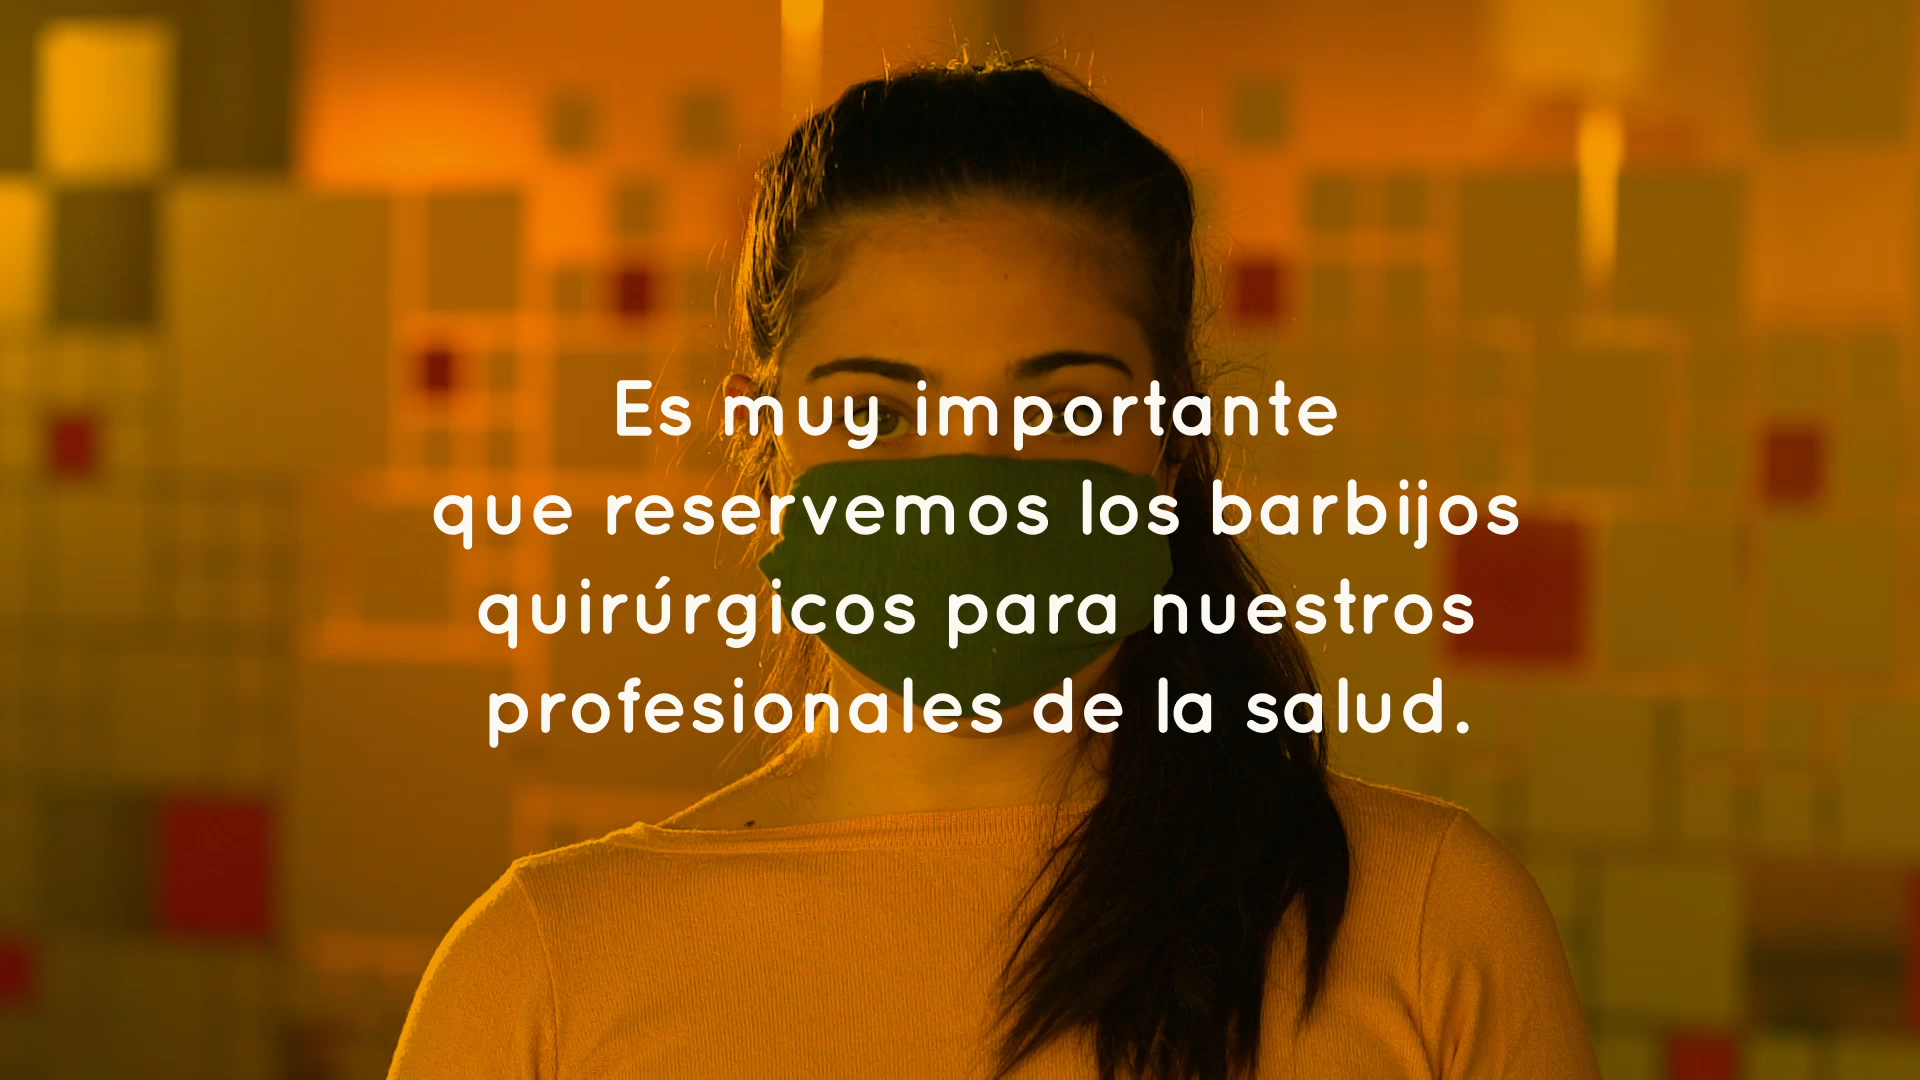 Es muy importante
que reservemos los barbijos
quirúrgicos para nuestros
profesionales de la salud.